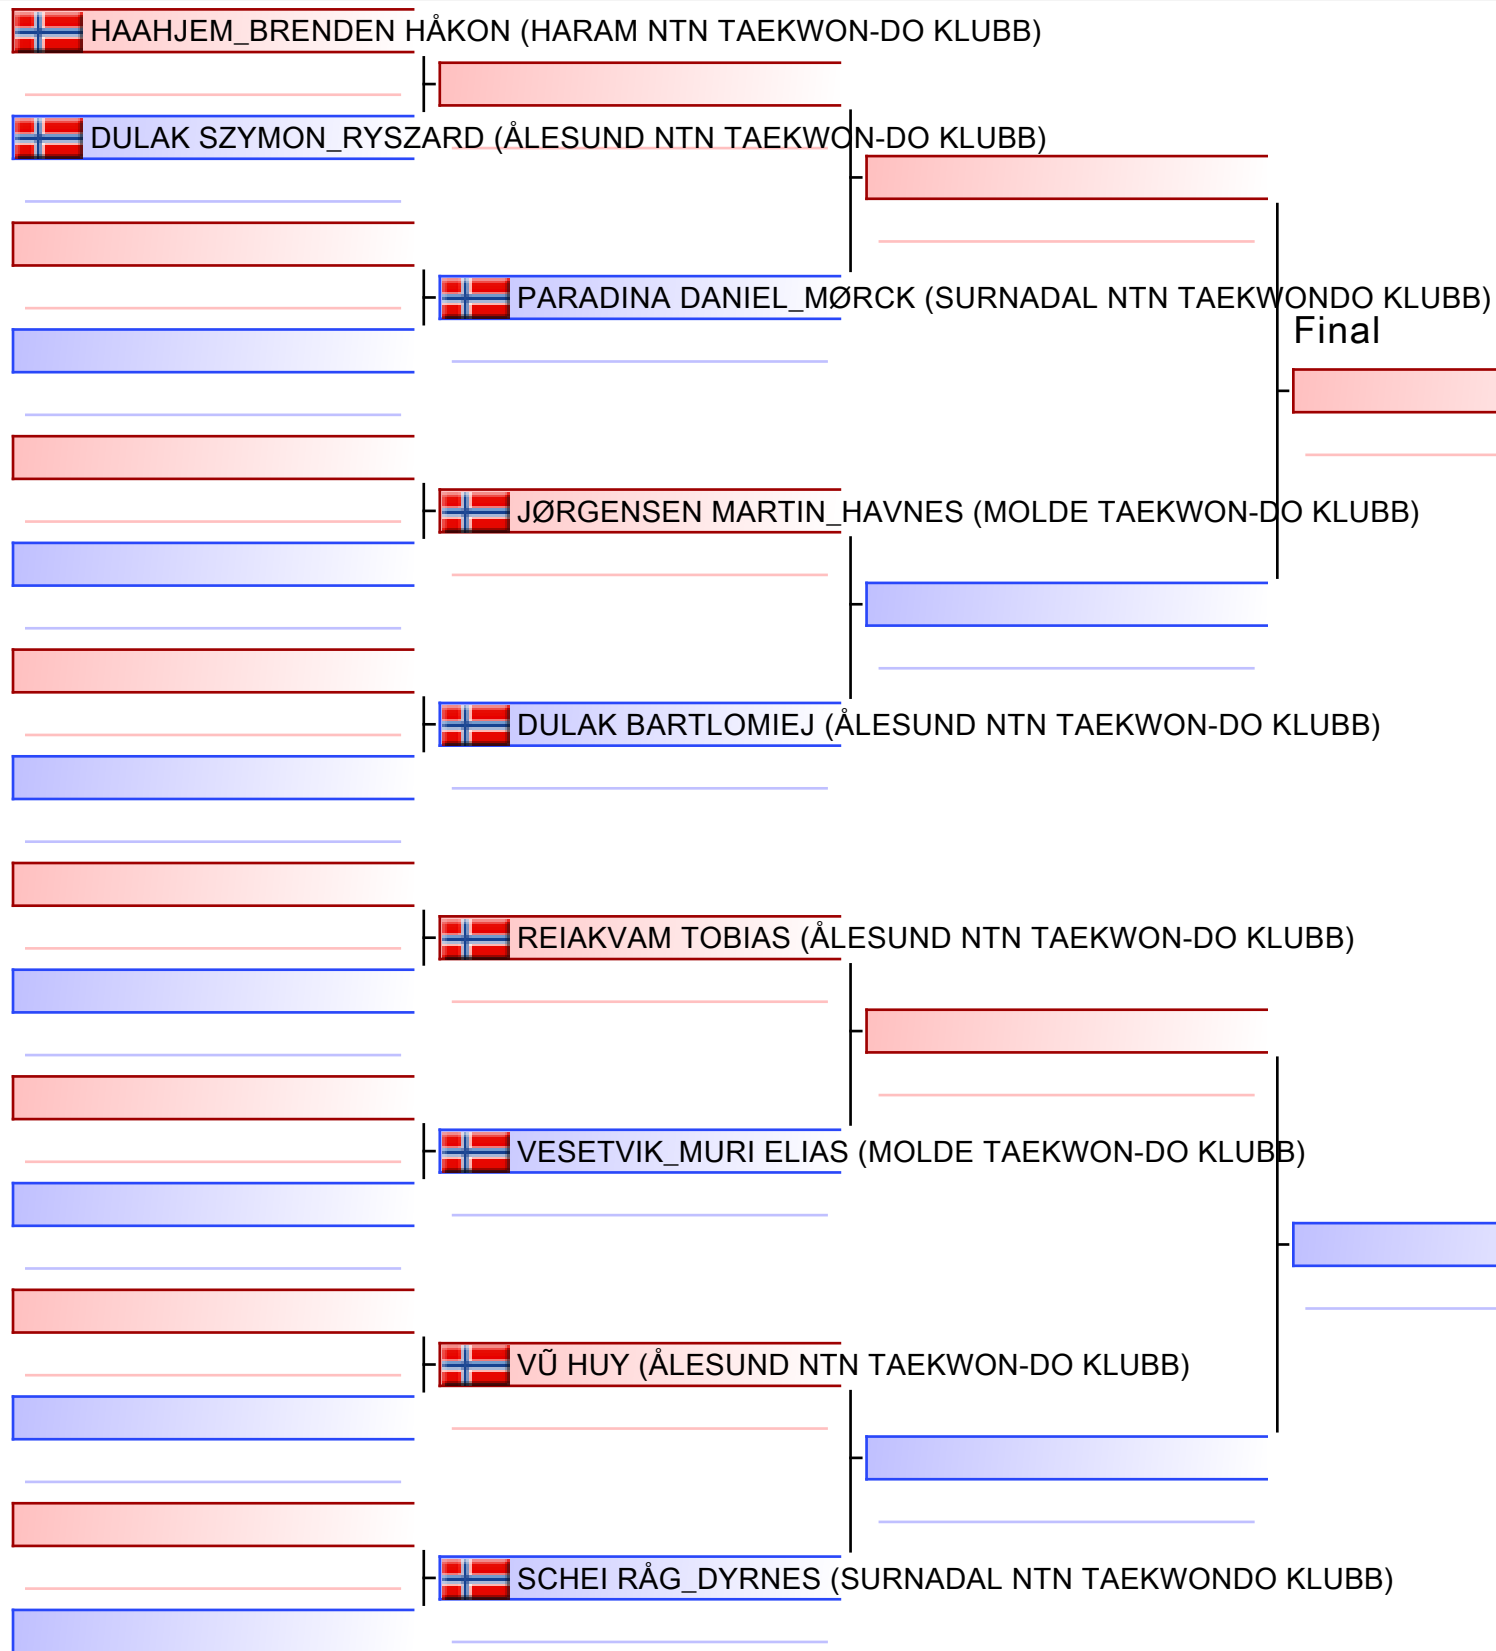 HAAHJEM_BRENDEN HÅKON (HARAM NTN TAEKWON-DO KLUBB)
DULAK SZYMON_RYSZARD (ÅLESUND NTN TAEKWON-DO KLUBB)
PARADINA DANIEL_MØRCK (SURNADAL NTN TAEKWONDO KLUBB)
Final
JØRGENSEN MARTIN_HAVNES (MOLDE TAEKWON-DO KLUBB)
DULAK BARTLOMIEJ (ÅLESUND NTN TAEKWON-DO KLUBB)
REIAKVAM TOBIAS (ÅLESUND NTN TAEKWON-DO KLUBB)
VESETVIK_MURI ELIAS (MOLDE TAEKWON-DO KLUBB)
VŨ HUY (ÅLESUND NTN TAEKWON-DO KLUBB)
SCHEI RÅG_DYRNES (SURNADAL NTN TAEKWONDO KLUBB)